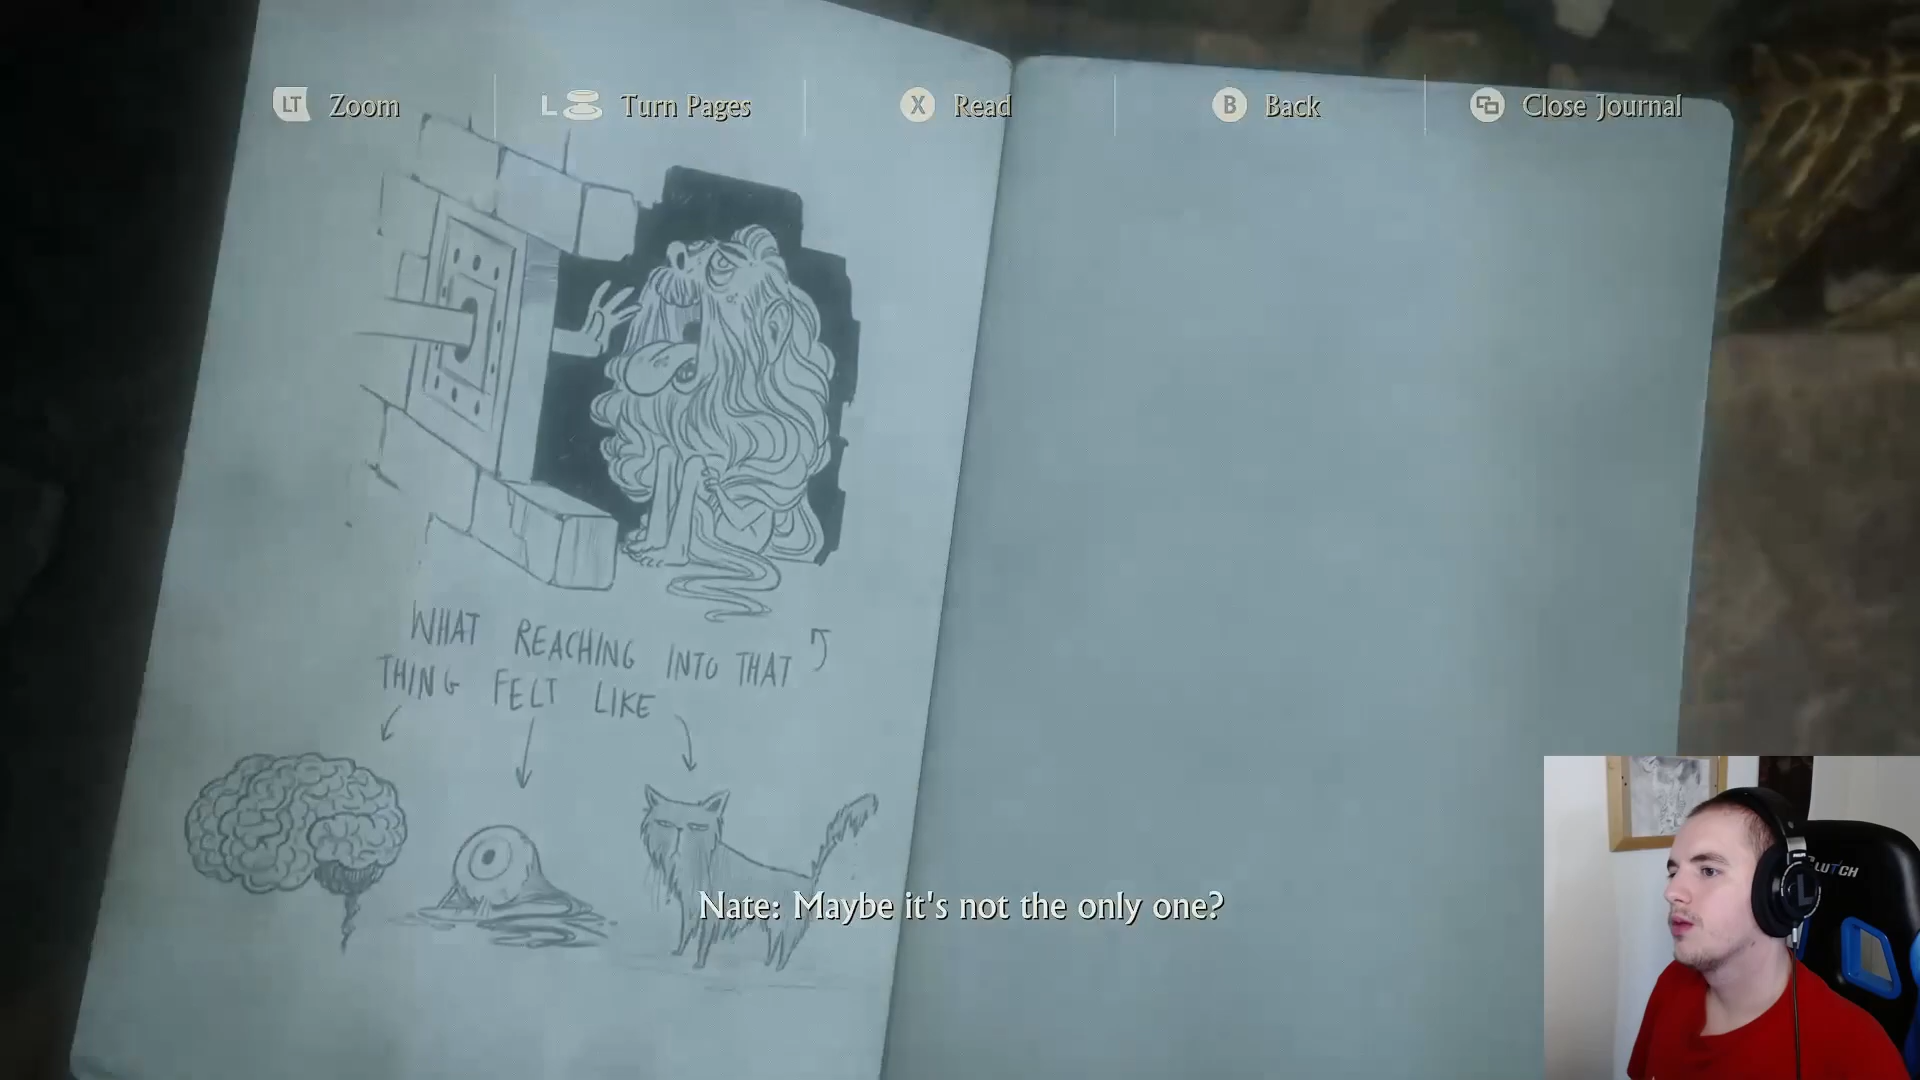 LT Zoom
L Turn Pages
X Read
B Back
Close Journal
WHAT REACHING INTO THAT
THING FELT LIKE
Nate: Maybe it's not the only one?
CLUTCH
L